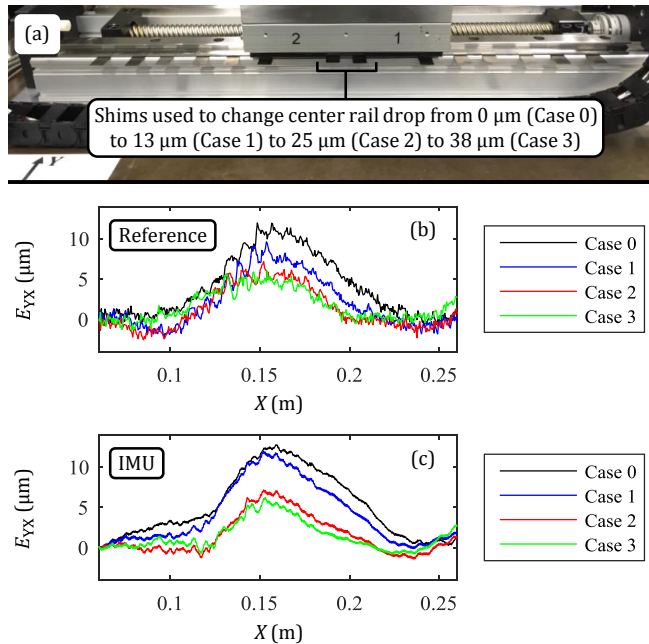 (a)
2 1
Shims used to change center rail drop from 0 μm (Case 0)
to 13 μm (Case 1) to 25 μm (Case 2) to 38 μm (Case 3)
Reference
(b)
10
5
0
E_YX (μm)
0.1 0.15 0.2 0.25
X (m)
Case 0
Case 1
Case 2
Case 3
IMU
(c)
10
5
0
E_YX (μm)
0.1 0.15 0.2 0.25
X (m)
Case 0
Case 1
Case 2
Case 3